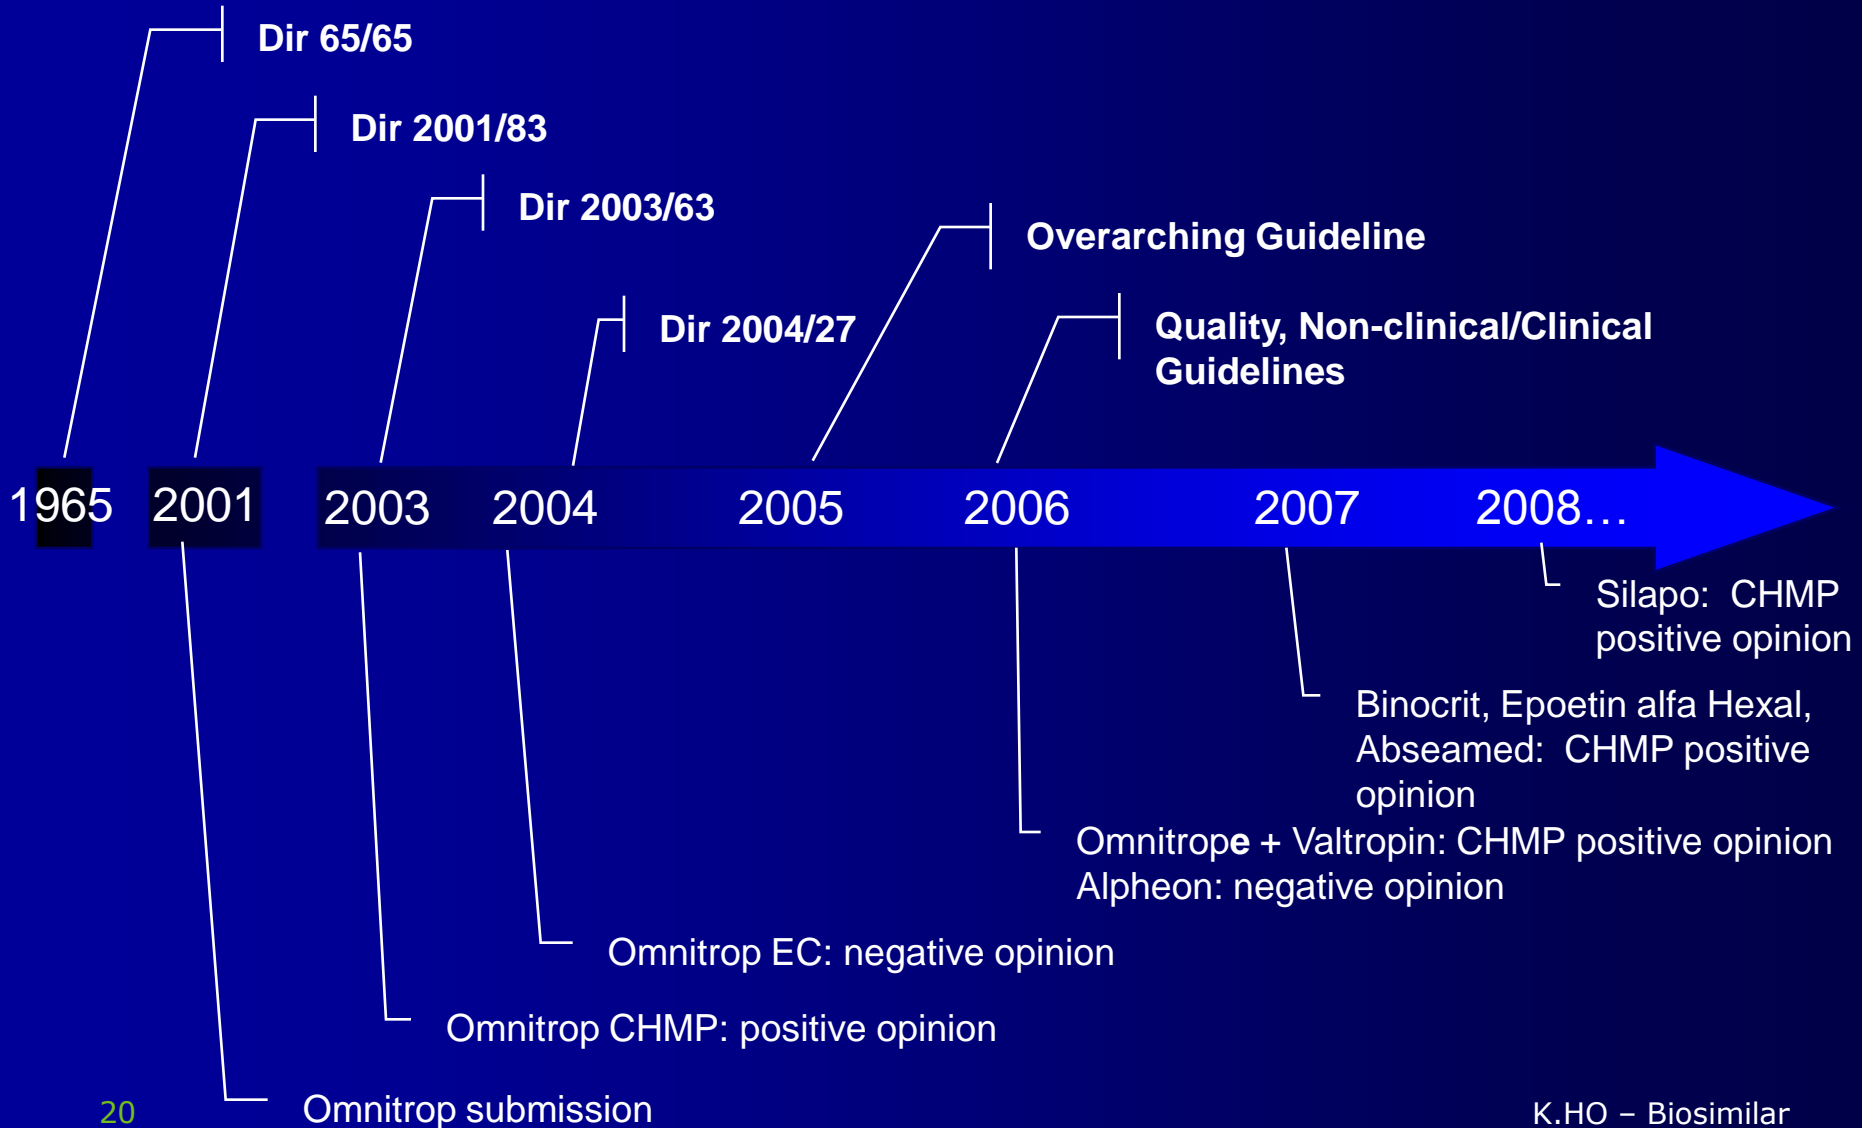 Dir 65/65
Dir 2001/83
Dir 2003/63
Overarching Guideline
Dir 2004/27
Quality, Non-clinical/Clinical
Guidelines
1965
2001
2003
2004
2005
2006
2007
2008…
Silapo: CHMP
positive opinion
Binocrit, Epoetin alfa Hexal,
Abseamed: CHMP positive
opinion
Omnitrope + Valtropin: CHMP positive opinion
Alpheon: negative opinion
Omnitrop EC: negative opinion
Omnitrop CHMP: positive opinion
Omnitrop submission
20
K.HO – Biosimilar